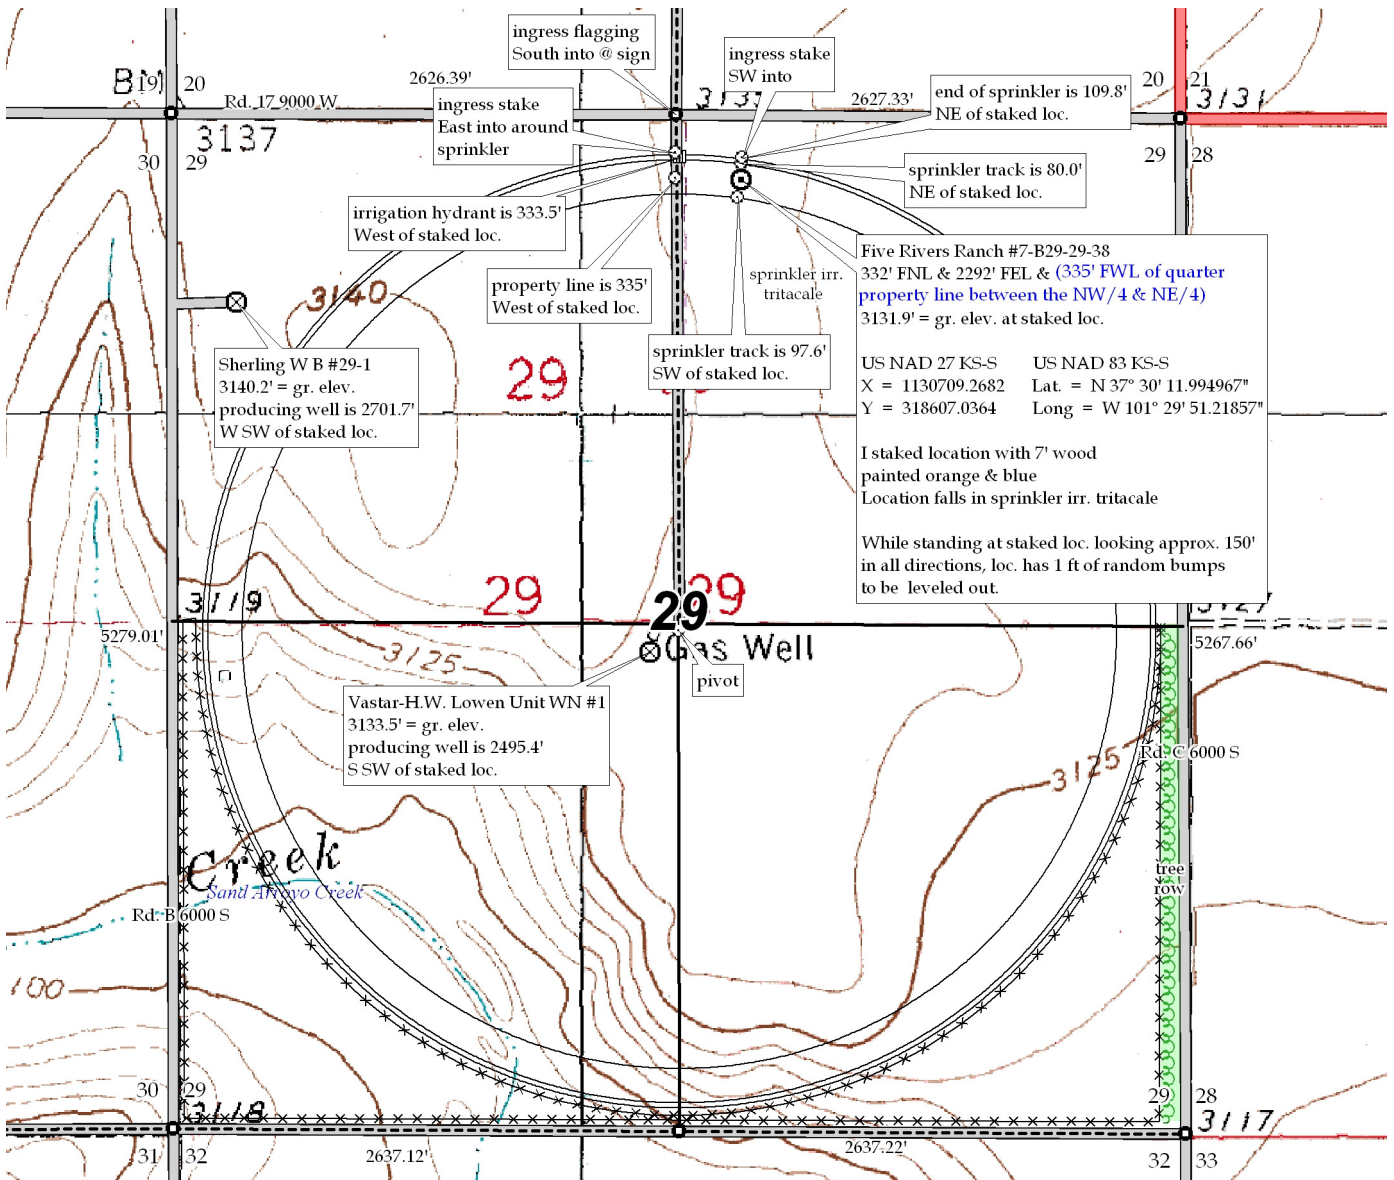 ingress flagging
South into @ sign
ingress stake
SW into
end of sprinkler is 109.8'
NE of staked loc.
BM
19
20
2626.39'
2627.33'
20
21
Rd. 17 9000 W
3131
ingress stake
East into around
sprinkler
3137
30
29
29
28
sprinkler track is 80.0'
NE of staked loc.
irrigation hydrant is 333.5'
West of staked loc.
Five Rivers Ranch #7-B29-29-38
332' FNL & 2292' FEL & (335' FWL of quarter
property line between the NW/4 & NE/4)
3131.9' = gr. elev. at staked loc.
US NAD 27 KS-S
US NAD 83 KS-S
X = 1130709.2682
Lat. = N 37° 30' 11.994967"
Y = 318607.0364
Long = W 101° 29' 51.21857"
I staked location with 7' wood
painted orange & blue
Location falls in sprinkler irr. tritacale
While standing at staked loc. looking approx. 150'
in all directions, loc. has 1 ft of random bumps
to be leveled out.
property line is 335'
West of staked loc.
sprinkler irr.
tritacale
3140
sprinkler track is 97.6'
SW of staked loc.
Sherling W B #29-1
3140.2' = gr. elev.
producing well is 2701.7'
W SW of staked loc.
29
29
29
29
3119
5279.01'
5267.66'
Gas Well
3125
pivot
Vastar-H.W. Lowen Unit WN #1
3133.5' = gr. elev.
producing well is 2495.4'
S SW of staked loc.
Rd. C 6000 S
3125
Creek
Sand Arroyo Creek
tree
row
Rd. B 6000 S
30
29
29
28
3118
3117
31
32
2637.12'
2637.22'
32
33